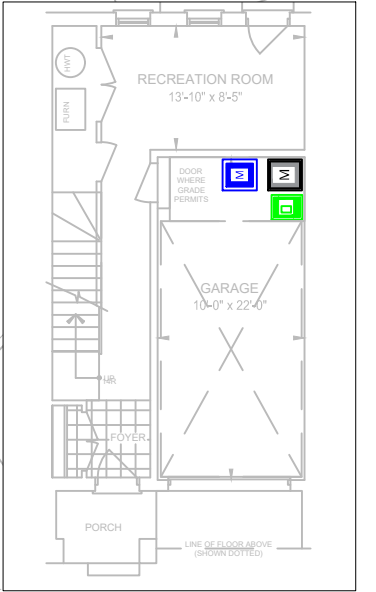 HWT
FURN
RECREATION ROOM
13'-10" x 8'-5"
DOOR
WHERE
GRADE
PERMITS
M
M
GARAGE
10'-0" x 22'-0"
UP
FOYER
PORCH
LINE OF FLOOR ABOVE
(SHOWN DOTTED)